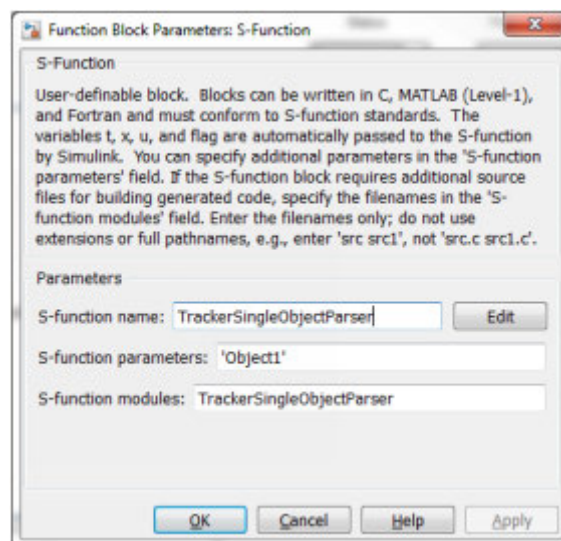 Function Block Parameters: S-Function
S-Function
User-definable block.  Blocks can be written in C, MATLAB (Level-1),
and Fortran and must conform to S-function standards.  The
variables t, x, u, and flag are automatically passed to the S-function
by Simulink.  You can specify additional parameters in the 'S-function
parameters' field. If the S-function block requires additional source
files for building generated code, specify the filenames in the 'S-
function modules' field. Enter the filenames only; do not use
extensions or full pathnames, e.g., enter 'src src1', not 'src.c src1.c'.
Parameters
S-function name: TrackerSingleObjectParser Edit
S-function parameters: 'Object1'
S-function modules: TrackerSingleObjectParser
OK Cancel Help Apply